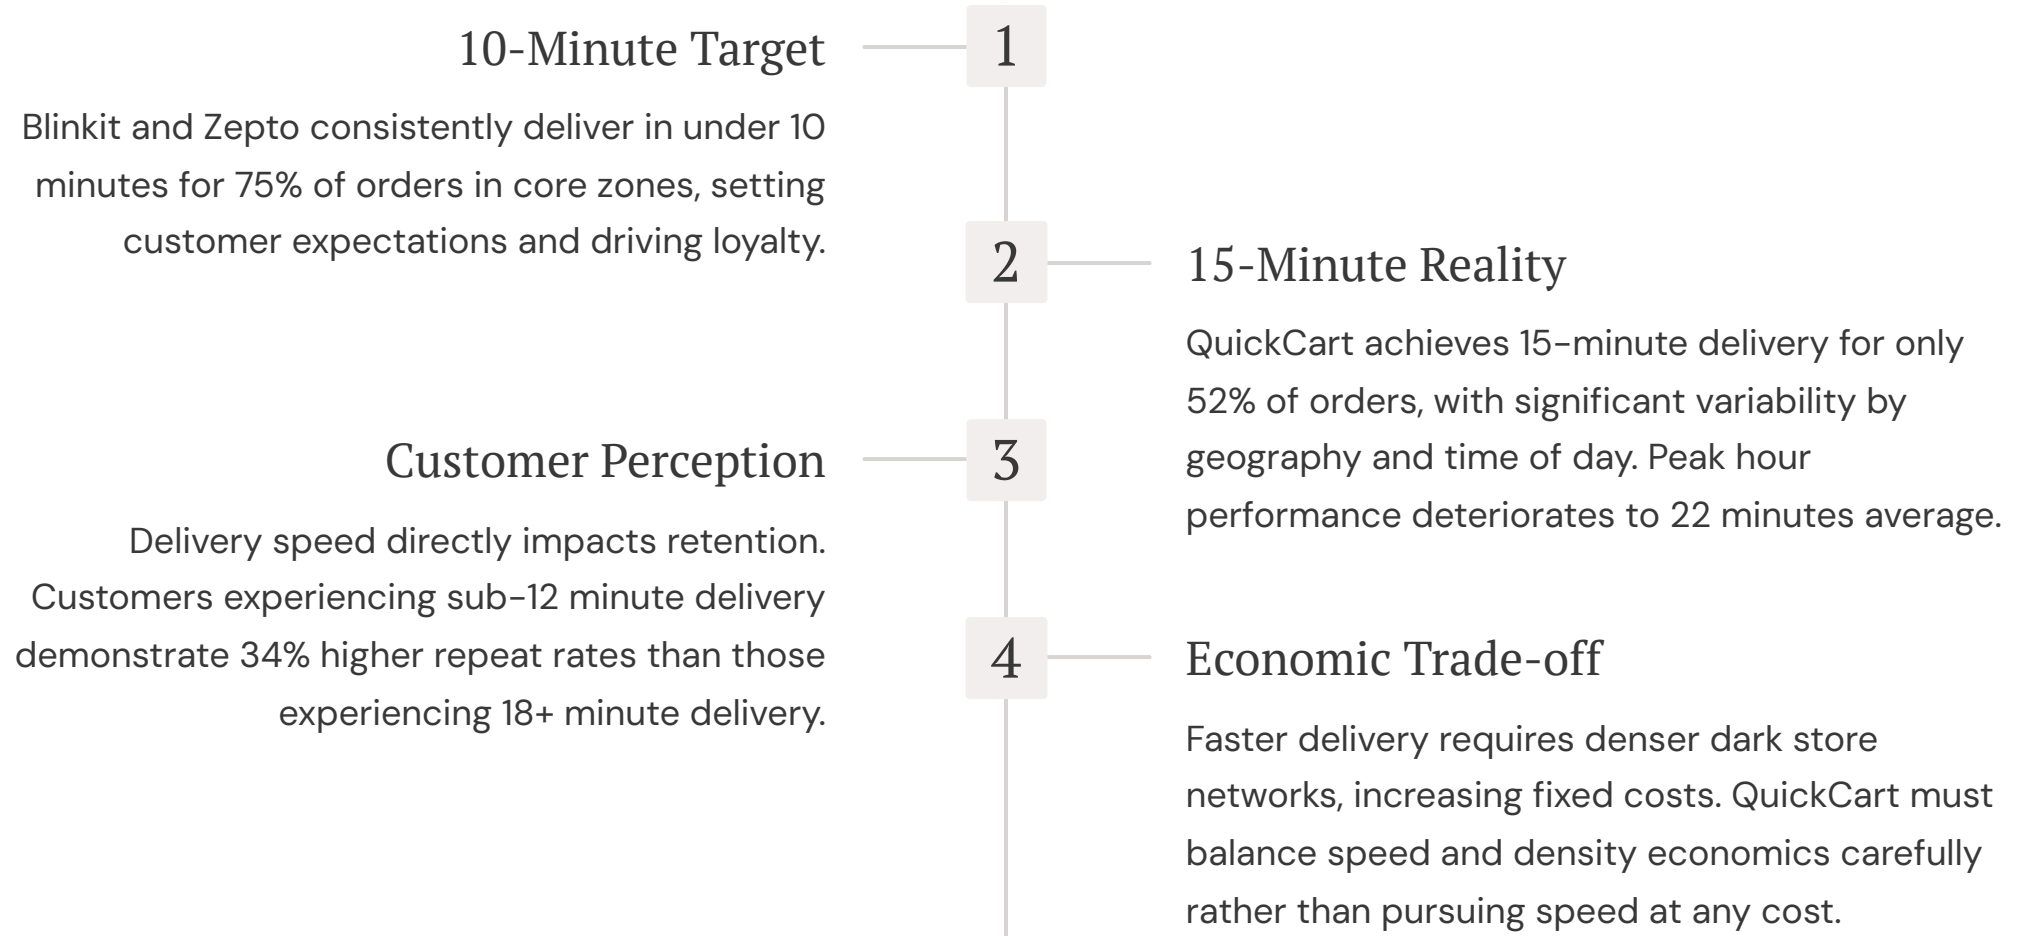 10-Minute Target
1
Blinkit and Zepto consistently deliver in under 10
minutes for 75% of orders in core zones, setting
customer expectations and driving loyalty.
2
15-Minute Reality
QuickCart achieves 15-minute delivery for only
52% of orders, with significant variability by
geography and time of day. Peak hour
performance deteriorates to 22 minutes average.
Customer Perception
3
Delivery speed directly impacts retention.
Customers experiencing sub-12 minute delivery
demonstrate 34% higher repeat rates than those
experiencing 18+ minute delivery.
4
Economic Trade-off
Faster delivery requires denser dark store
networks, increasing fixed costs. QuickCart must
balance speed and density economics carefully
rather than pursuing speed at any cost.